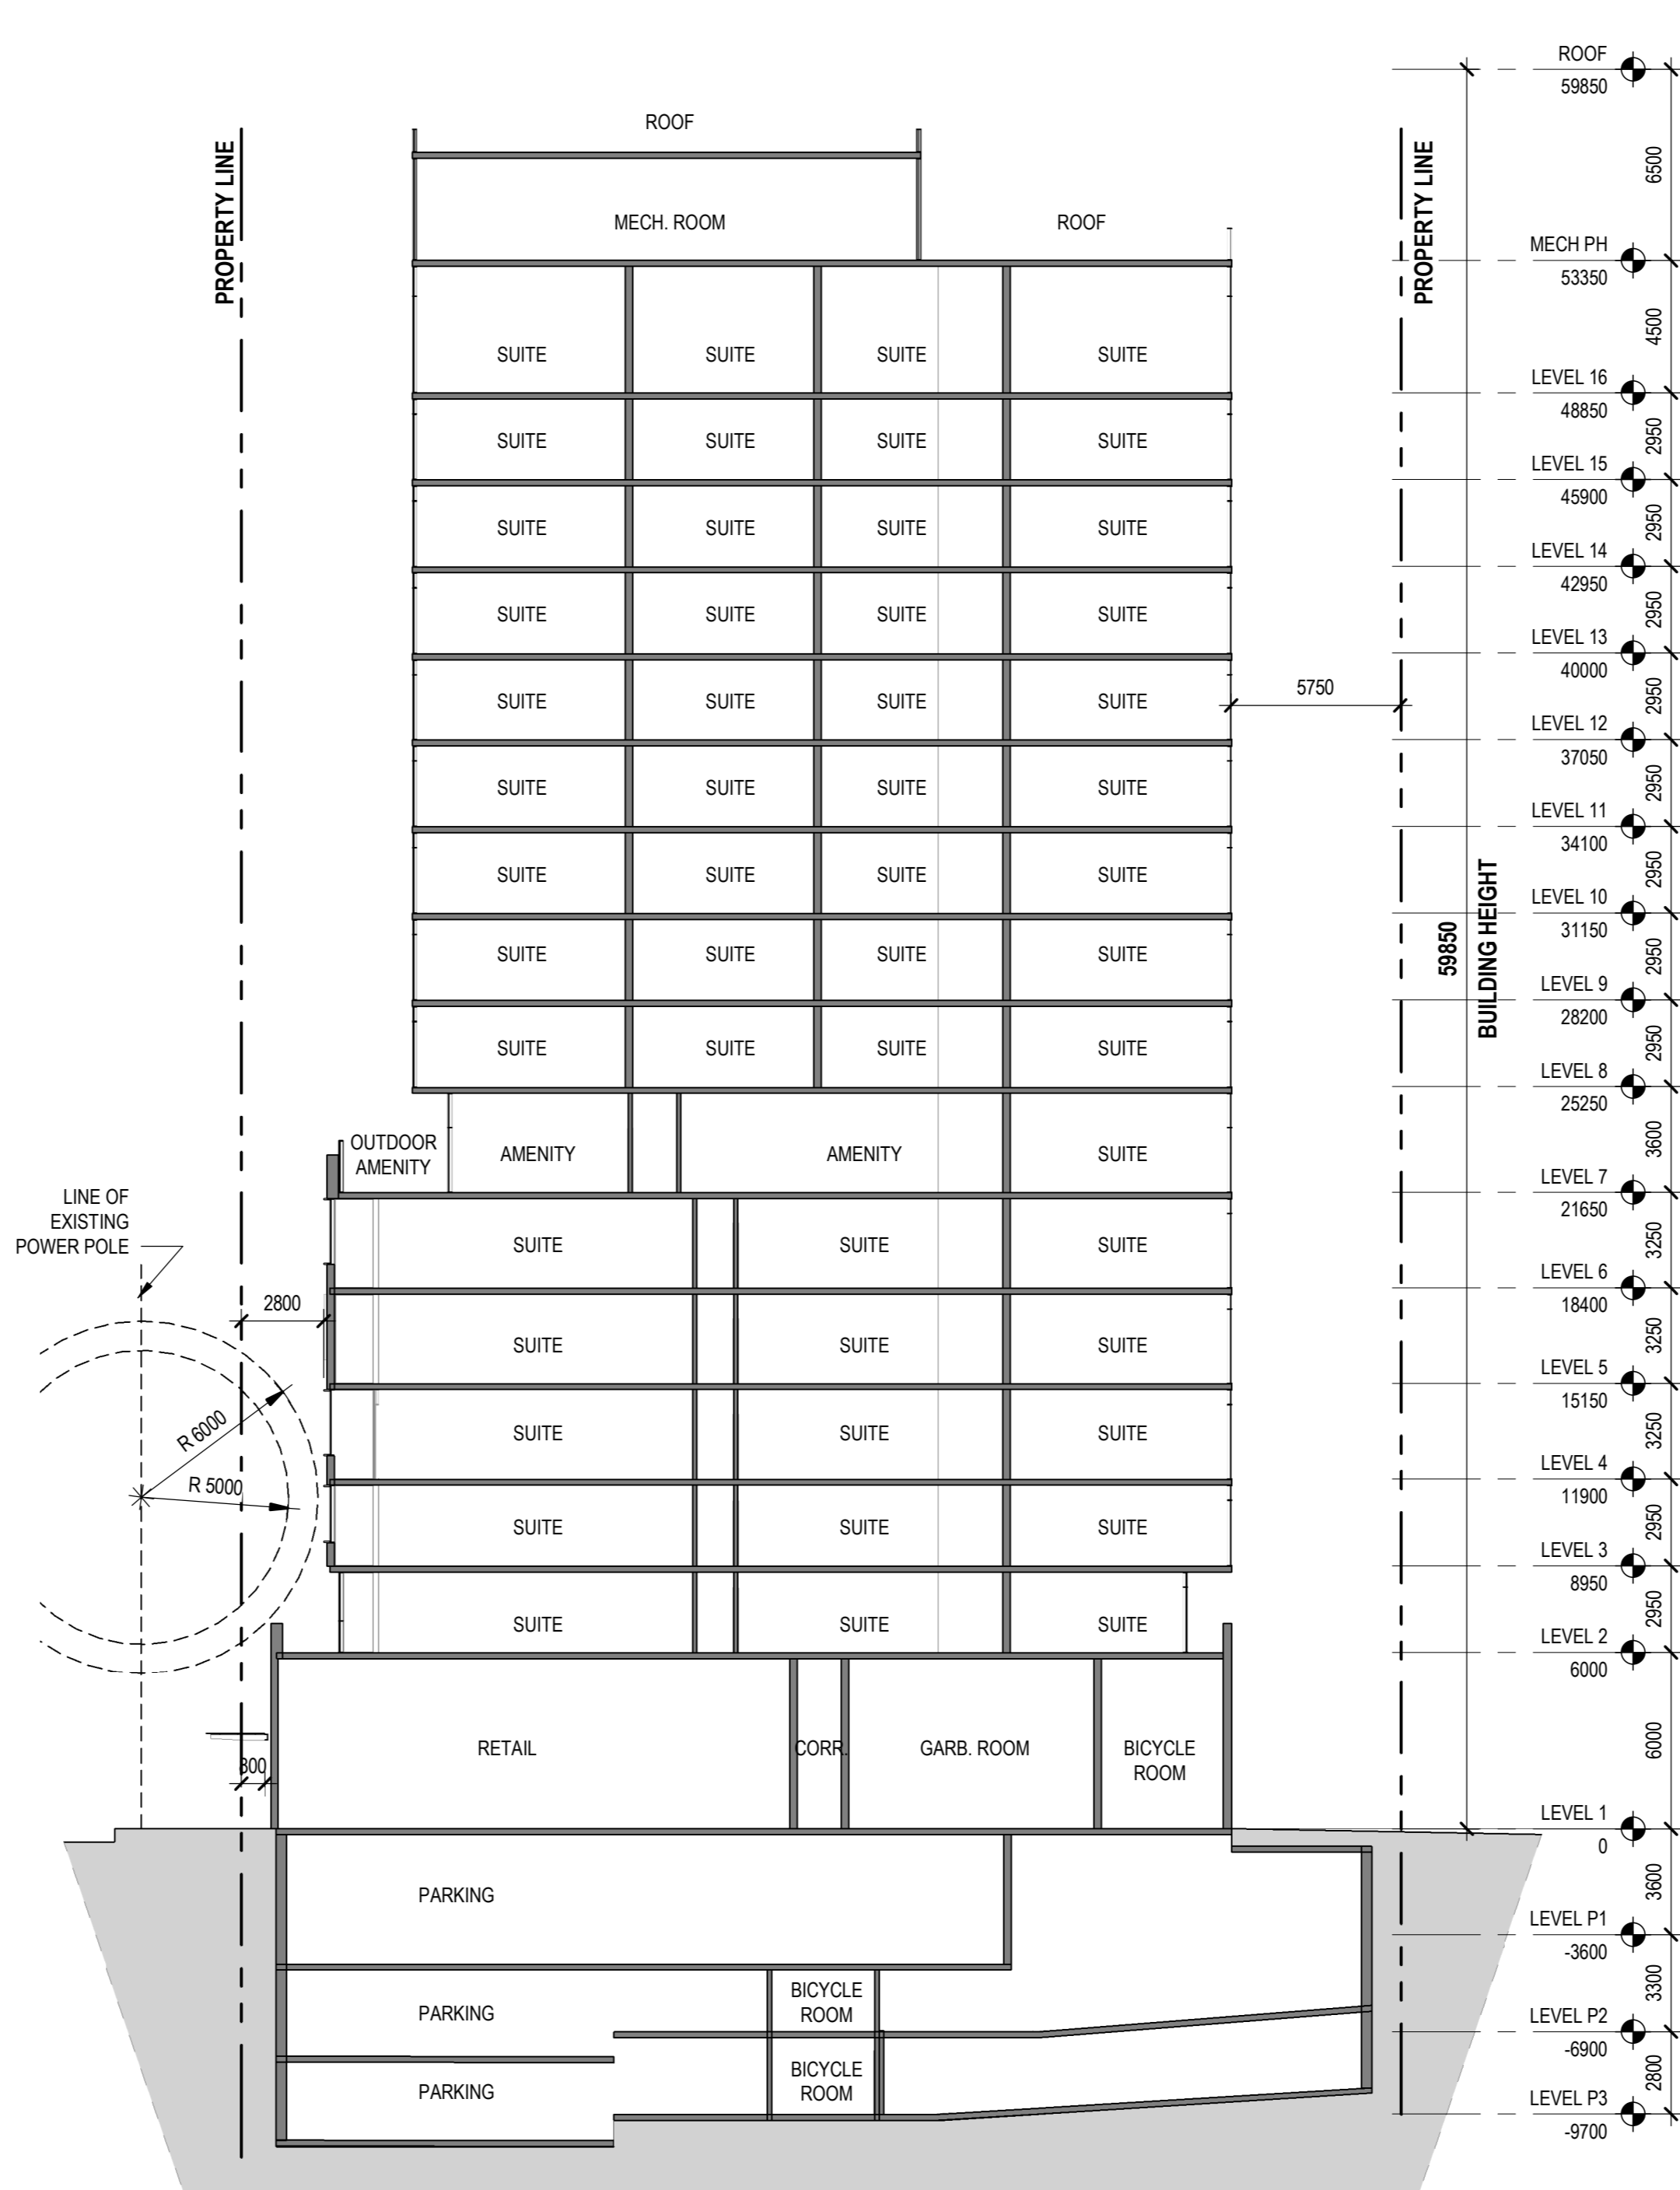 ROOF
59850
6500
ROOF
PROPERTY LINE
PROPERTY LINE
MECH. ROOM
ROOF
MECH PH
53350
4500
SUITE SUITE SUITE SUITE
LEVEL 16
48850
2950
SUITE SUITE SUITE SUITE
LEVEL 15
45900
2950
SUITE SUITE SUITE SUITE
LEVEL 14
42950
2950
SUITE SUITE SUITE SUITE
LEVEL 13
40000
2950
SUITE SUITE SUITE SUITE
5750
LEVEL 12
37050
2950
SUITE SUITE SUITE SUITE
LEVEL 11
34100
2950
SUITE SUITE SUITE SUITE
LEVEL 10
31150
2950
59850
BUILDING HEIGHT
SUITE SUITE SUITE SUITE
LEVEL 9
28200
2950
SUITE SUITE SUITE SUITE
LEVEL 8
25250
3600
OUTDOOR
AMENITY
AMENITY AMENITY SUITE
LEVEL 7
21650
3250
LINE OF
EXISTING
POWER POLE
SUITE SUITE SUITE
LEVEL 6
18400
3250
2800
SUITE SUITE SUITE
LEVEL 5
15150
3250
R 6000
R 5000
SUITE SUITE SUITE
LEVEL 4
11900
2950
SUITE SUITE SUITE
LEVEL 3
8950
2950
SUITE SUITE SUITE
LEVEL 2
6000
6000
RETAIL
CORR.
GARB. ROOM
BICYCLE
ROOM
800
LEVEL 1
0
3600
PARKING
LEVEL P1
-3600
3300
PARKING
BICYCLE
ROOM
LEVEL P2
-6900
2800
PARKING
BICYCLE
ROOM
LEVEL P3
-9700